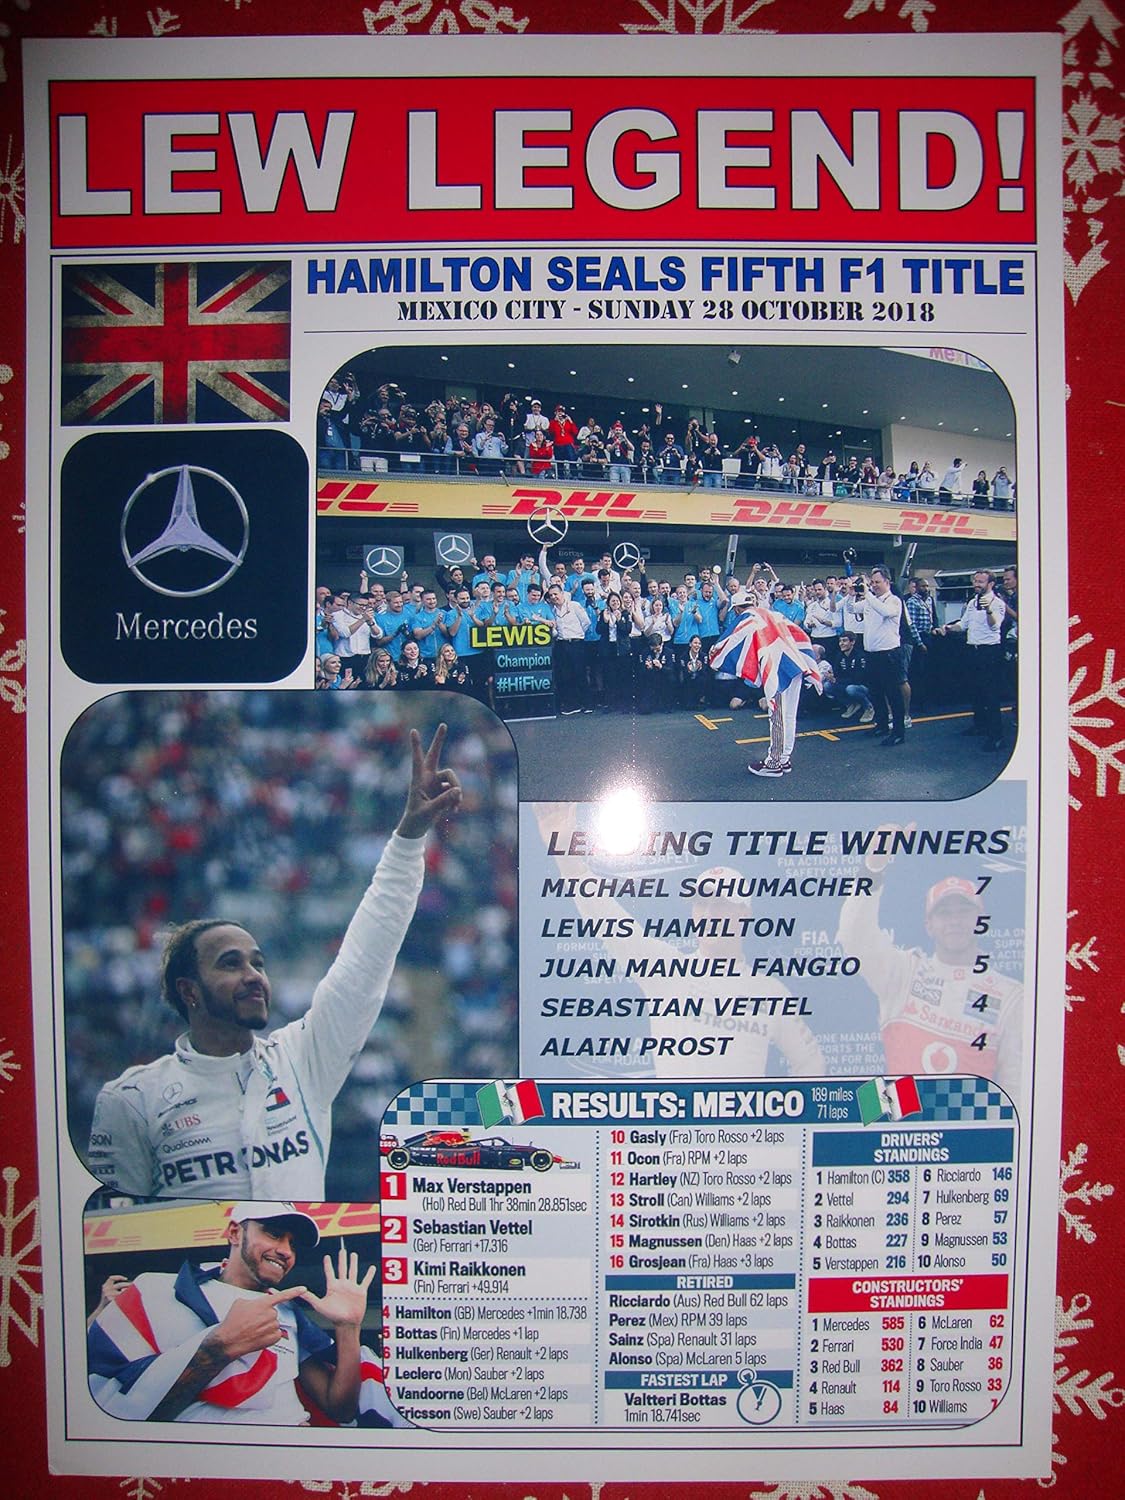 LEW LEGEND!
HAMILTON SEALS FIFTH F1 TITLE
MEXICO CITY - SUNDAY 28 OCTOBER 2018
Mexic
DHL DHL DHL
Bottas
LEWIS
Champion
#HiFive
Mercedes
LE ING TITLE WINNERS
MICHAEL SCHUMACHER 7
LEWIS HAMILTON 5
JUAN MANUEL FANGIO 5
SEBASTIAN VETTEL 4
ALAIN PROST 4
AMG
UBS
Qualcomm
PETRONAS
Santander
RESULTS: MEXICO
189 miles
71 laps
Red Bull
1 Max Verstappen
(Hol) Red Bull 1hr 38min 28.851sec
2 Sebastian Vettel
(Ger) Ferrari +17.316
3 Kimi Raikkonen
(Fin) Ferrari +49.914
4 Hamilton (GB) Mercedes +1min 18.738
5 Bottas (Fin) Mercedes +1 lap
6 Hulkenberg (Ger) Renault +2 laps
7 Leclerc (Mon) Sauber +2 laps
Vandoorne (Bel) McLaren +2 laps
Ericsson (Swe) Sauber +2 laps
10 Gasly (Fra) Toro Rosso +2 laps
11 Ocon (Fra) RPM +2 laps
12 Hartley (NZ) Toro Rosso +2 laps
13 Stroll (Can) Williams +2 laps
14 Sirotkin (Rus) Williams +2 laps
15 Magnussen (Den) Haas +2 laps
16 Grosjean (Fra) Haas +3 laps
RETIRED
Ricciardo (Aus) Red Bull 62 laps
Perez (Mex) RPM 39 laps
Sainz (Spa) Renault 31 laps
Alonso (Spa) McLaren 5 laps
FASTEST LAP
Valtteri Bottas
1min 18.741sec
DRIVERS'
STANDINGS
1 Hamilton (C) 358
2 Vettel 294
3 Raikkonen 236
4 Bottas 227
5 Verstappen 216
6 Ricciardo 146
7 Hulkenberg 69
8 Perez 57
9 Magnussen 53
10 Alonso 50
CONSTRUCTORS'
STANDINGS
1 Mercedes 585
2 Ferrari 530
3 Red Bull 362
4 Renault 114
5 Haas 84
6 McLaren 62
7 Force India 47
8 Sauber 36
9 Toro Rosso 33
10 Williams 7